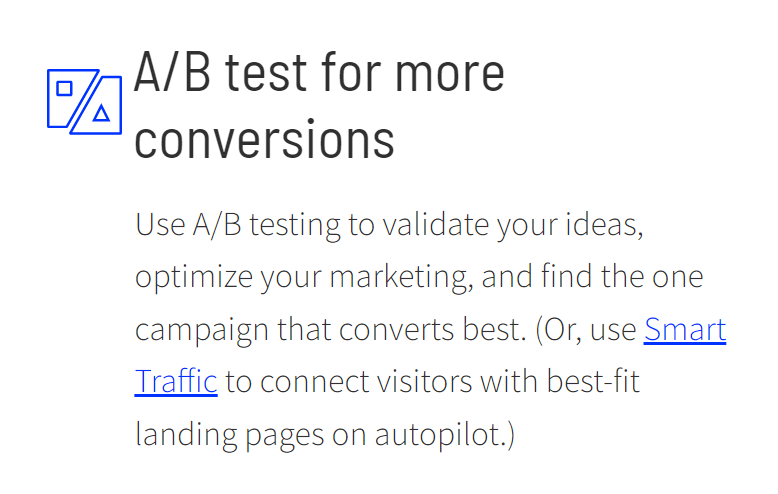 A/B test for more
conversions
Use A/B testing to validate your ideas,
optimize your marketing, and find the one
campaign that converts best. (Or, use Smart
Traffic to connect visitors with best-fit
landing pages on autopilot.)